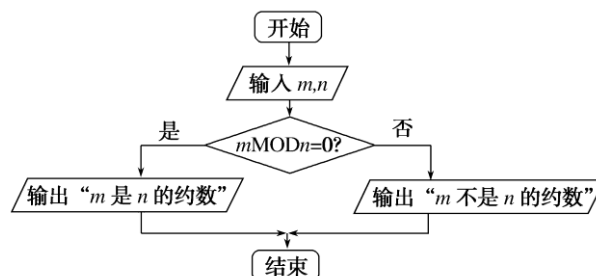 开始
输入 m,n
是
mMODn=0?
否
输出“m 是 n 的约数”
输出“m 不是 n 的约数”
结束